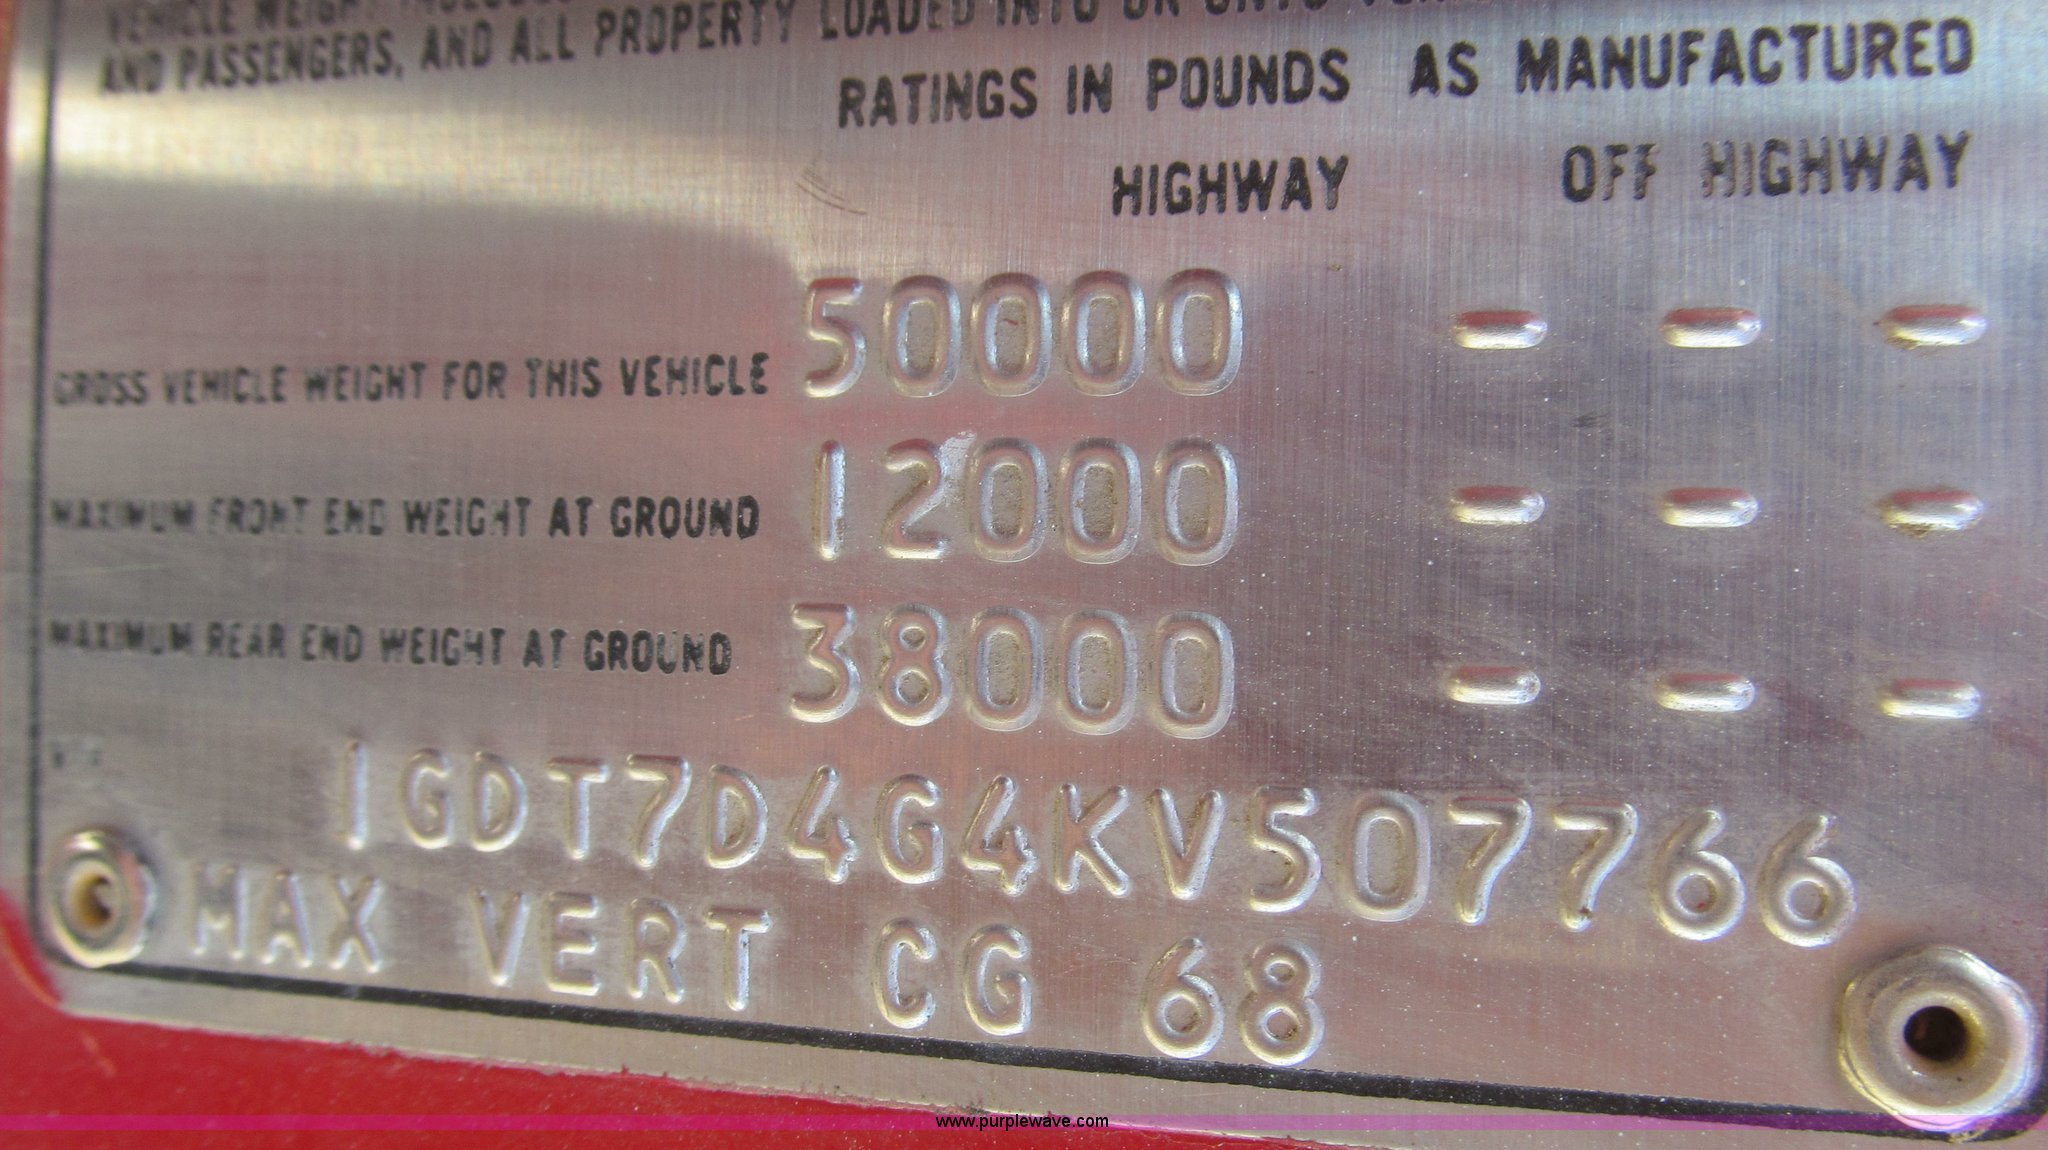 VEHICLE WEIGHT
AND PASSENGERS, AND ALL PROPERTY LOADED INTO OR ONTO
RATINGS IN POUNDS AS MANUFACTURED
HIGHWAY OFF HIGHWAY
GROSS VEHICLE WEIGHT FOR THIS VEHICLE 50000 - - -
MAXIMUM FRONT END WEIGHT AT GROUND 12000 - - -
MAXIMUM REAR END WEIGHT AT GROUND 38000 - - -
1GDT7D4G4KV507766
MAX VERT CG 68
www.purplewave.com